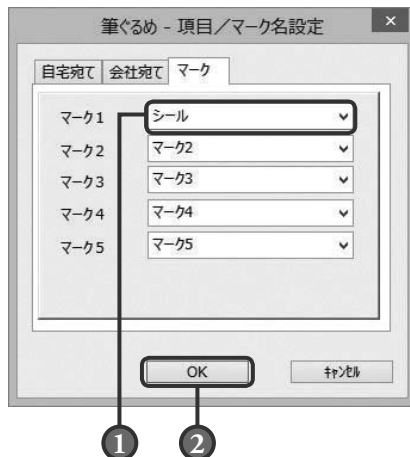 筆ぐるめ - 項目／マーク名設定
自宅宛て 会社宛て マーク
マーク1 シール
マーク2 マーク2
マーク3 マーク3
マーク4 マーク4
マーク5 マーク5
OK キャンセル
1 2